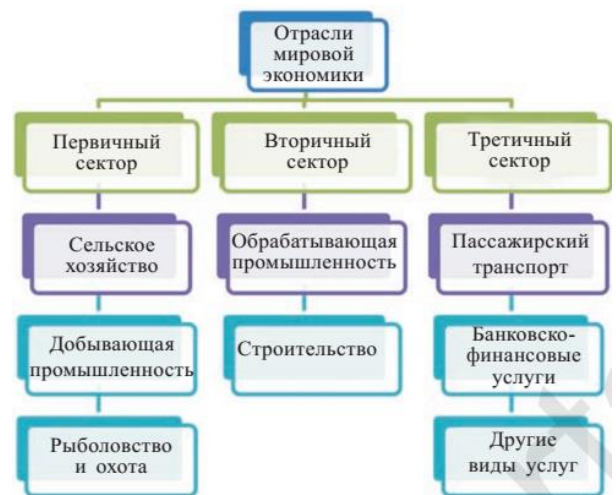 Отрасли
мировой
экономики
Первичный
сектор
Вторичный
сектор
Третичный
сектор
Сельское
хозяйство
Обрабатывающая
промышленность
Пассажирский
транспорт
Добывающая
промышленность
Строительство
Банковско-
финансовые
услуги
Рыболовство
и охота
Другие
виды услуг